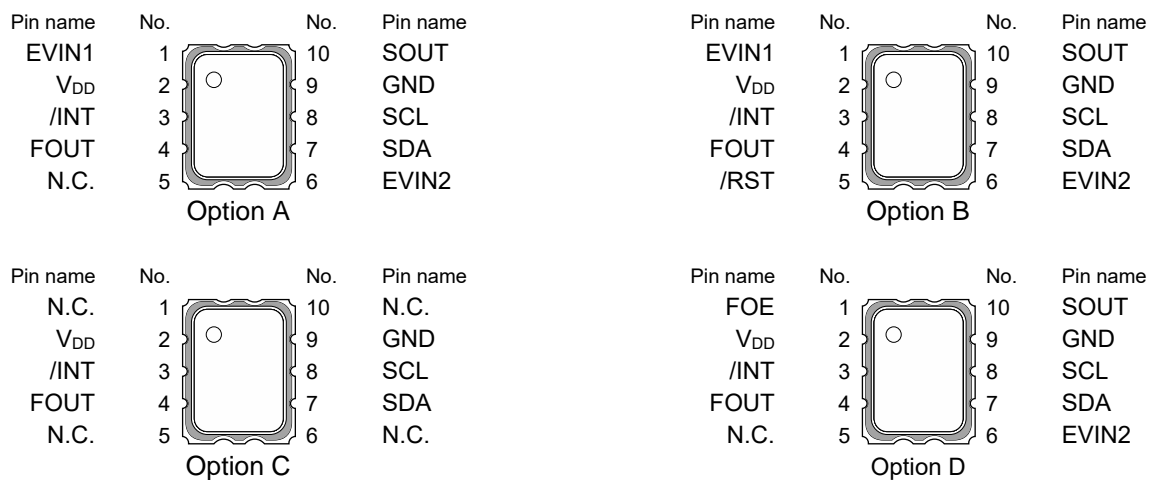 Pin name No. No. Pin name
EVIN1 1 10 SOUT
VDD 2 9 GND
/INT 3 8 SCL
FOUT 4 7 SDA
N.C. 5 6 EVIN2
Option A
Pin name No. No. Pin name
EVIN1 1 10 SOUT
VDD 2 9 GND
/INT 3 8 SCL
FOUT 4 7 SDA
/RST 5 6 EVIN2
Option B
Pin name No. No. Pin name
N.C. 1 10 N.C.
VDD 2 9 GND
/INT 3 8 SCL
FOUT 4 7 SDA
N.C. 5 6 N.C.
Option C
Pin name No. No. Pin name
FOE 1 10 SOUT
VDD 2 9 GND
/INT 3 8 SCL
FOUT 4 7 SDA
N.C. 5 6 EVIN2
Option D